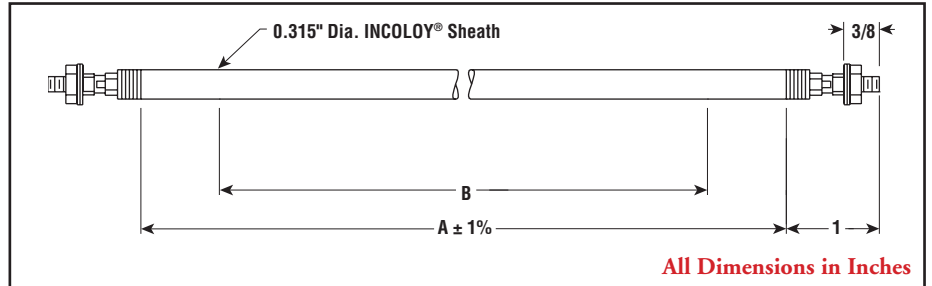 0.315" Dia. INCOLOY® Sheath
3/8
B
A ± 1%
1
All Dimensions in Inches